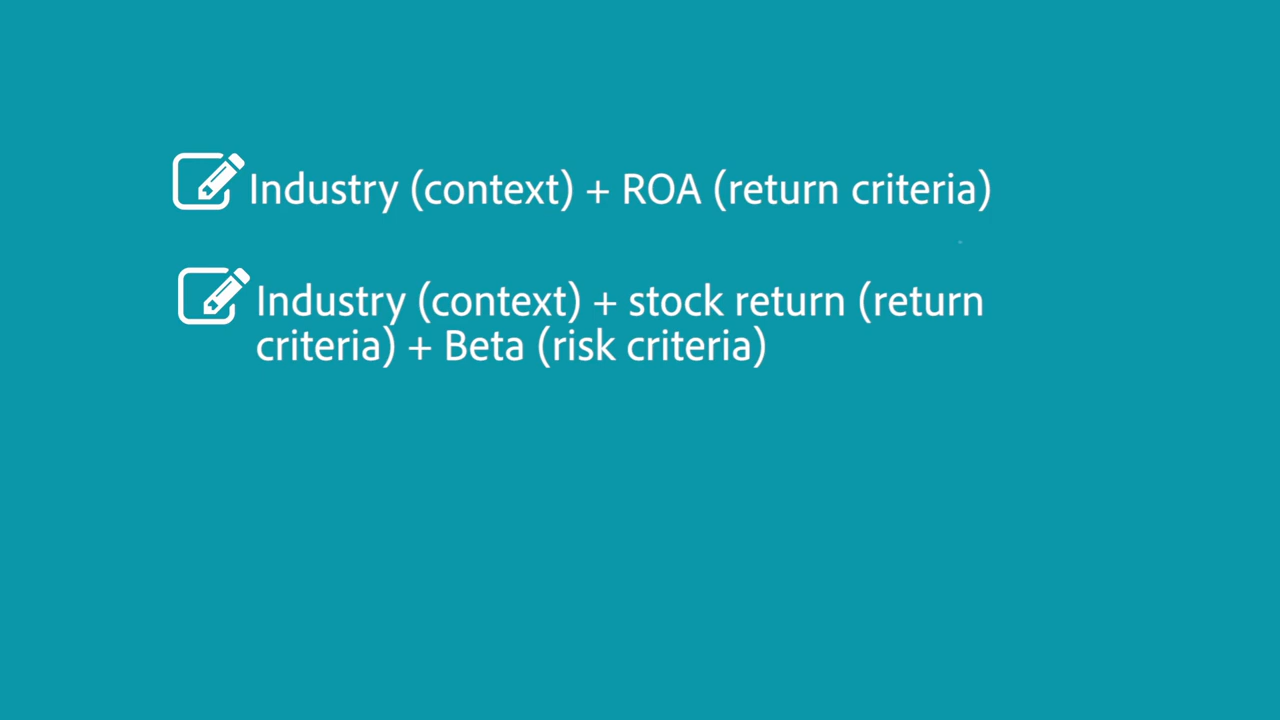 Industry (context) + ROA (return criteria)
Industry (context) + stock return (return
criteria) + Beta (risk criteria)